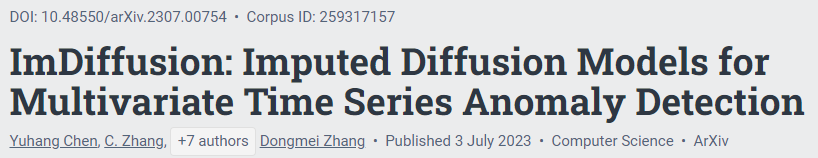 DOI: 10.48550/arXiv.2307.00754 • Corpus ID: 259317157
ImDiffusion: Imputed Diffusion Models for
Multivariate Time Series Anomaly Detection
Yuhang Chen, C. Zhang, +7 authors Dongmei Zhang • Published 3 July 2023 • Computer Science • ArXiv